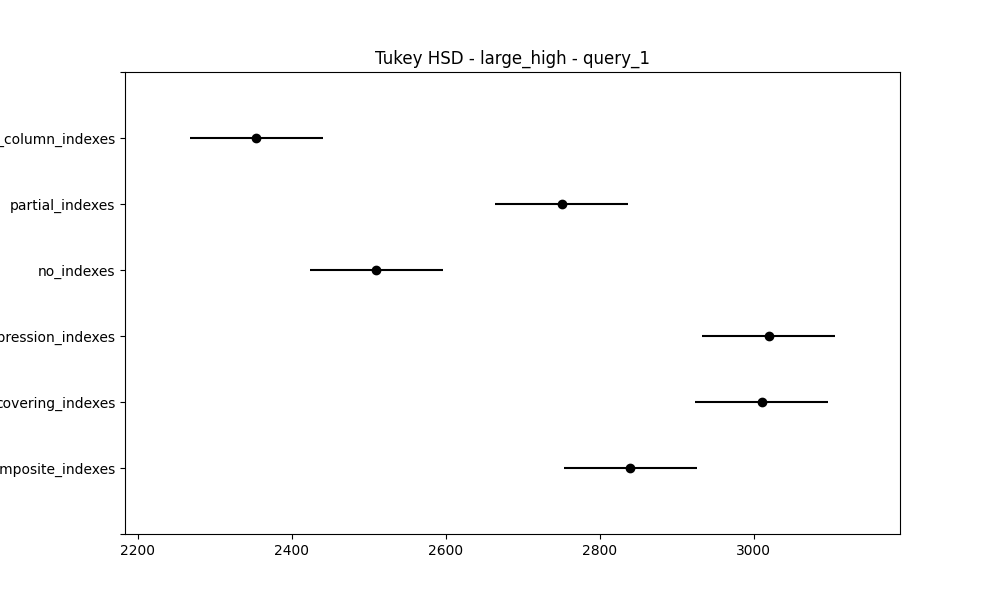 Tukey HSD - large_high - query_1
_column_indexes
partial_indexes
no_indexes
pression_indexes
covering_indexes
mposite_indexes
2200 2400 2600 2800 3000